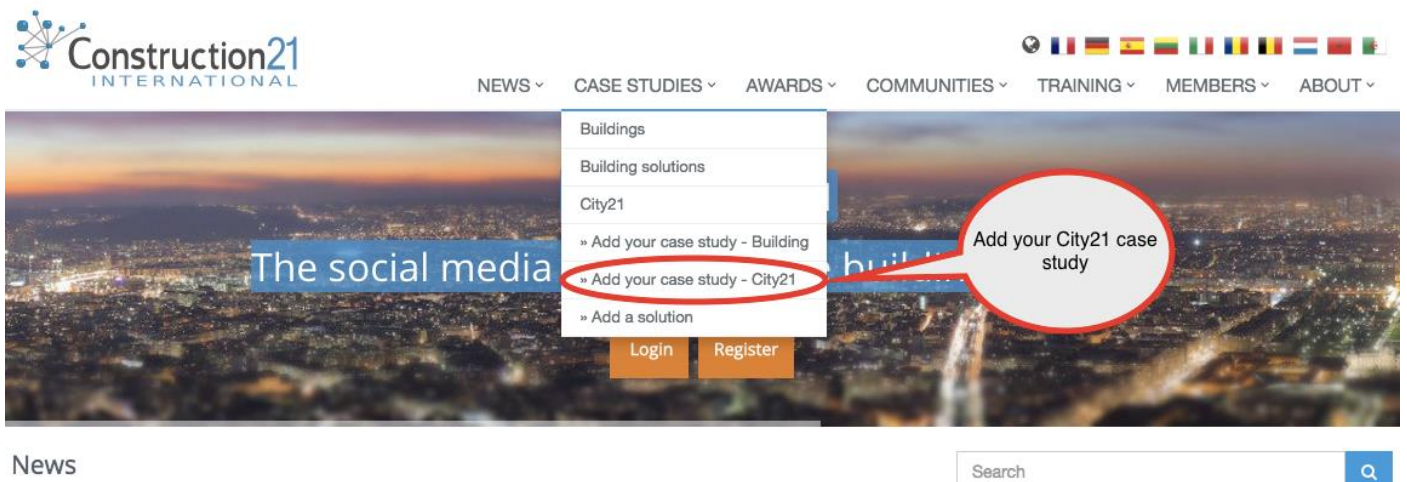 Construction21
INTERNATIONAL
NEWS CASE STUDIES AWARDS COMMUNITIES TRAINING MEMBERS ABOUT
Buildings
Building solutions
City21
» Add your case study - Building
» Add your case study - City21
» Add a solution
The social media
Add your City21 case
study
Login Register
News
Search